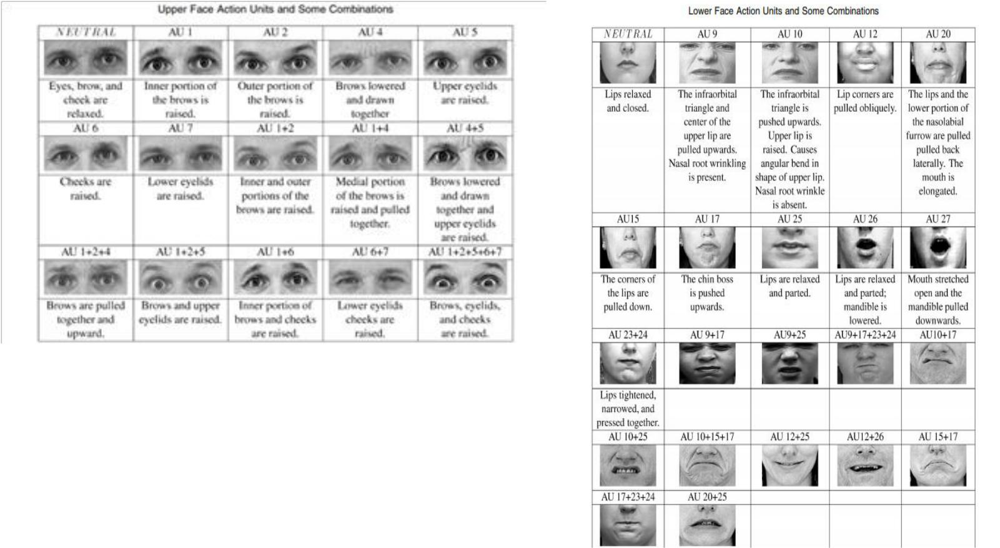 Upper Face Action Units and Some Combinations
NEUTRAL AU 1 AU 2 AU 4 AU 5
Eyes, brow, and Inner portion of Outer portion of Brows lowered Upper eyelids
cheek are the brows is the brows is and drawn are raised.
relaxed. raised. raised. together
AU 6 AU 7 AU 1+2 AU 1+4 AU 4+5
Cheeks are Lower eyelids Inner and outer Medial portion Brows lowered
raised. are raised. portions of the of the brows is and drawn
brows are raised. raised and pulled together and
together. upper eyelids
are raised.
AU 1+2+4 AU 1+2+5 AU 1+6 AU 6+7 AU 1+2+5+6+7
Brows are pulled Brows and upper Inner portion of Lower eyelids Brows, eyelids,
together and eyelids are raised. brows and cheeks cheeks are and cheeks
upward. are raised. raised. are raised.
Lower Face Action Units and Some Combinations
NEUTRAL AU 9 AU 10 AU 12 AU 20
Lips relaxed The infraorbital The infraorbital Lip corners are The lips and the
and closed. triangle and triangle is pulled obliquely. lower portion of
center of the pushed upwards. the nasolabial
upper lip are Upper lip is furrow are pulled
pulled upwards. raised. Causes pulled back
Nasal root wrinkling angular bend in laterally. The
is present. shape of upper lip. mouth is
Nasal root wrinkle elongated.
is absent.
AU15 AU 17 AU 25 AU 26 AU 27
The corners of The chin boss Lips are relaxed Lips are relaxed Mouth stretched
the lips are is pushed and parted. and parted; open and the
pulled down. upwards. mandible is mandible pulled
lowered. downwards.
AU 23+24 AU 9+17 AU9+25 AU9+17+23+24 AU10+17
Lips tightened,
narrowed, and
pressed together.
AU 10+25 AU 10+15+17 AU 12+25 AU12+26 AU 15+17
AU 17+23+24 AU 20+25